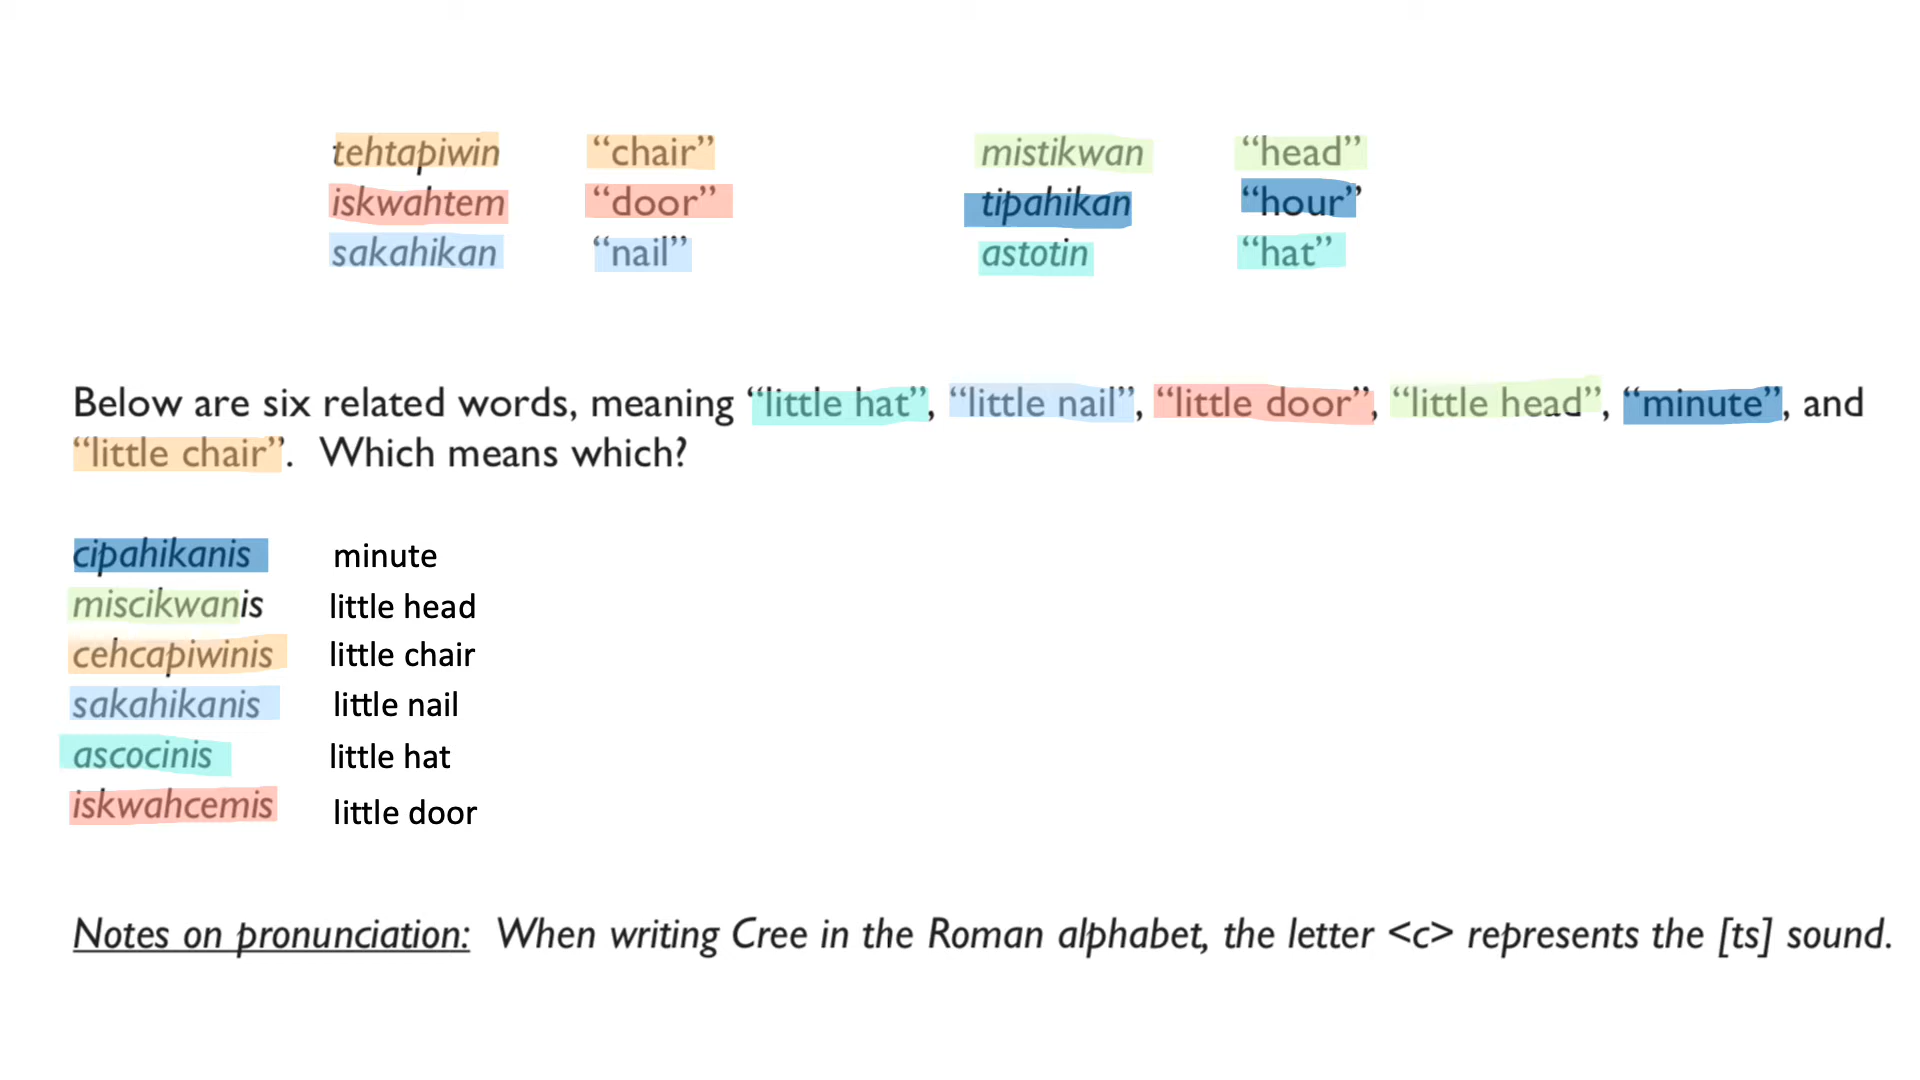 tehtapiwin “chair” mistikwan “head”
iskwahtem “door” tipahikan “hour”
sakahikan “nail” astotin “hat”
Below are six related words, meaning “little hat”, “little nail”, “little door”, “little head”, “minute”, and
“little chair”. Which means which?
cipahikanis minute
miscikwanis little head
cehcapiwinis little chair
sakahikanis little nail
ascocinis little hat
iskwahcemis little door
Notes on pronunciation: When writing Cree in the Roman alphabet, the letter <c> represents the [ts] sound.